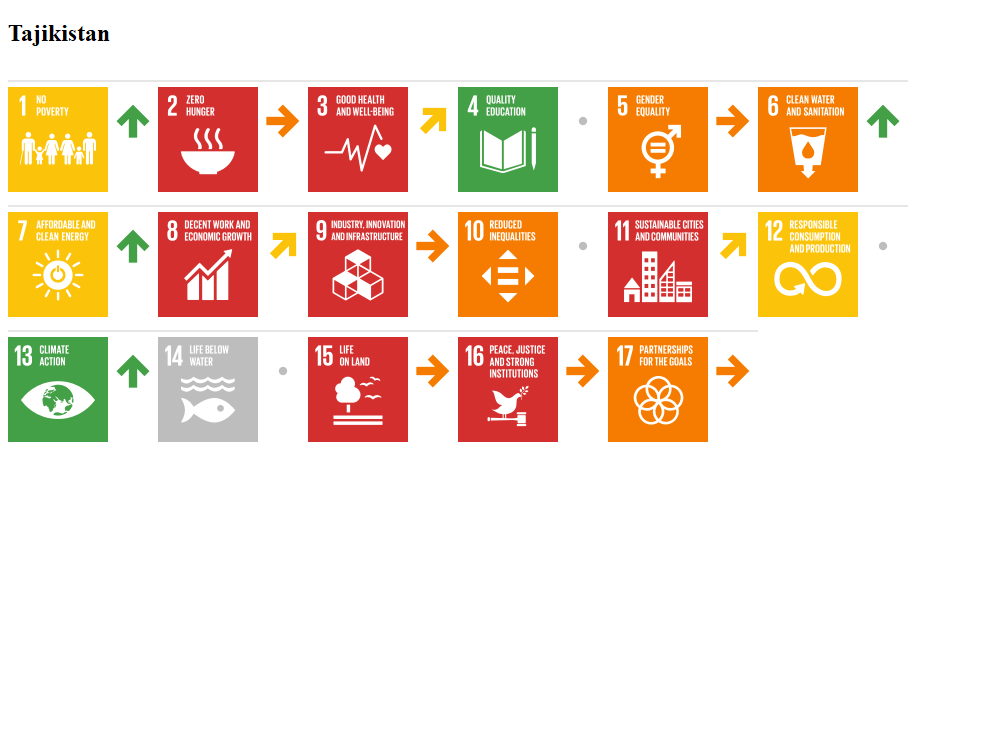 Tajikistan
1 NO
POVERTY
2 ZERO
HUNGER
3 GOOD HEALTH
AND WELL-BEING
4 QUALITY
EDUCATION
5 GENDER
EQUALITY
6 CLEAN WATER
AND SANITATION
7 AFFORDABLE AND
CLEAN ENERGY
8 DECENT WORK AND
ECONOMIC GROWTH
9 INDUSTRY, INNOVATION
AND INFRASTRUCTURE
10 REDUCED
INEQUALITIES
11 SUSTAINABLE CITIES
AND COMMUNITIES
12 RESPONSIBLE
CONSUMPTION
AND PRODUCTION
13 CLIMATE
ACTION
14 LIFE BELOW
WATER
15 LIFE
ON LAND
16 PEACE, JUSTICE
AND STRONG
INSTITUTIONS
17 PARTNERSHIPS
FOR THE GOALS